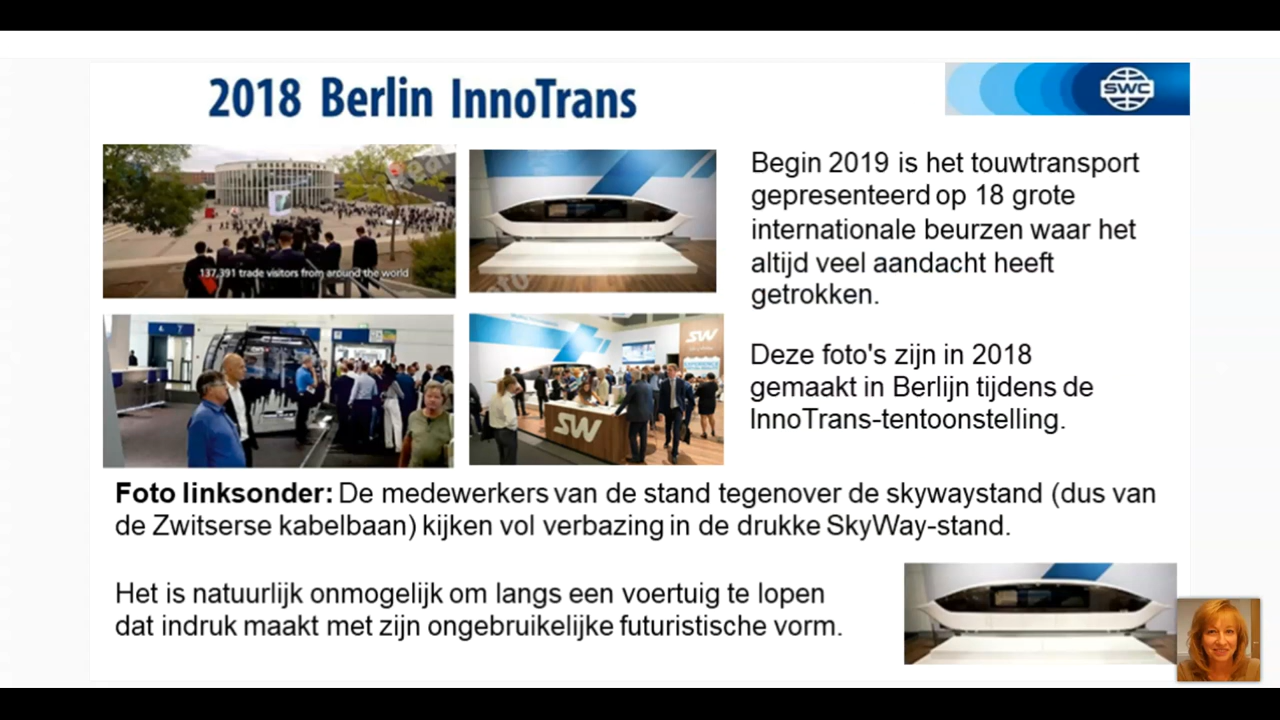 2018 Berlin InnoTrans
SWC
MESSE BERLIN
137,391 trade visitors from around the world
SW
SW
Begin 2019 is het touwtransport
gepresenteerd op 18 grote
internationale beurzen waar het
altijd veel aandacht heeft
getrokken.
Deze foto's zijn in 2018
gemaakt in Berlijn tijdens de
InnoTrans-tentoonstelling.
Foto linksonder: De medewerkers van de stand tegenover de skywaystand (dus van
de Zwitserse kabelbaan) kijken vol verbazing in de drukke SkyWay-stand.
Het is natuurlijk onmogelijk om langs een voertuig te lopen
dat indruk maakt met zijn ongebruikelijke futuristische vorm.